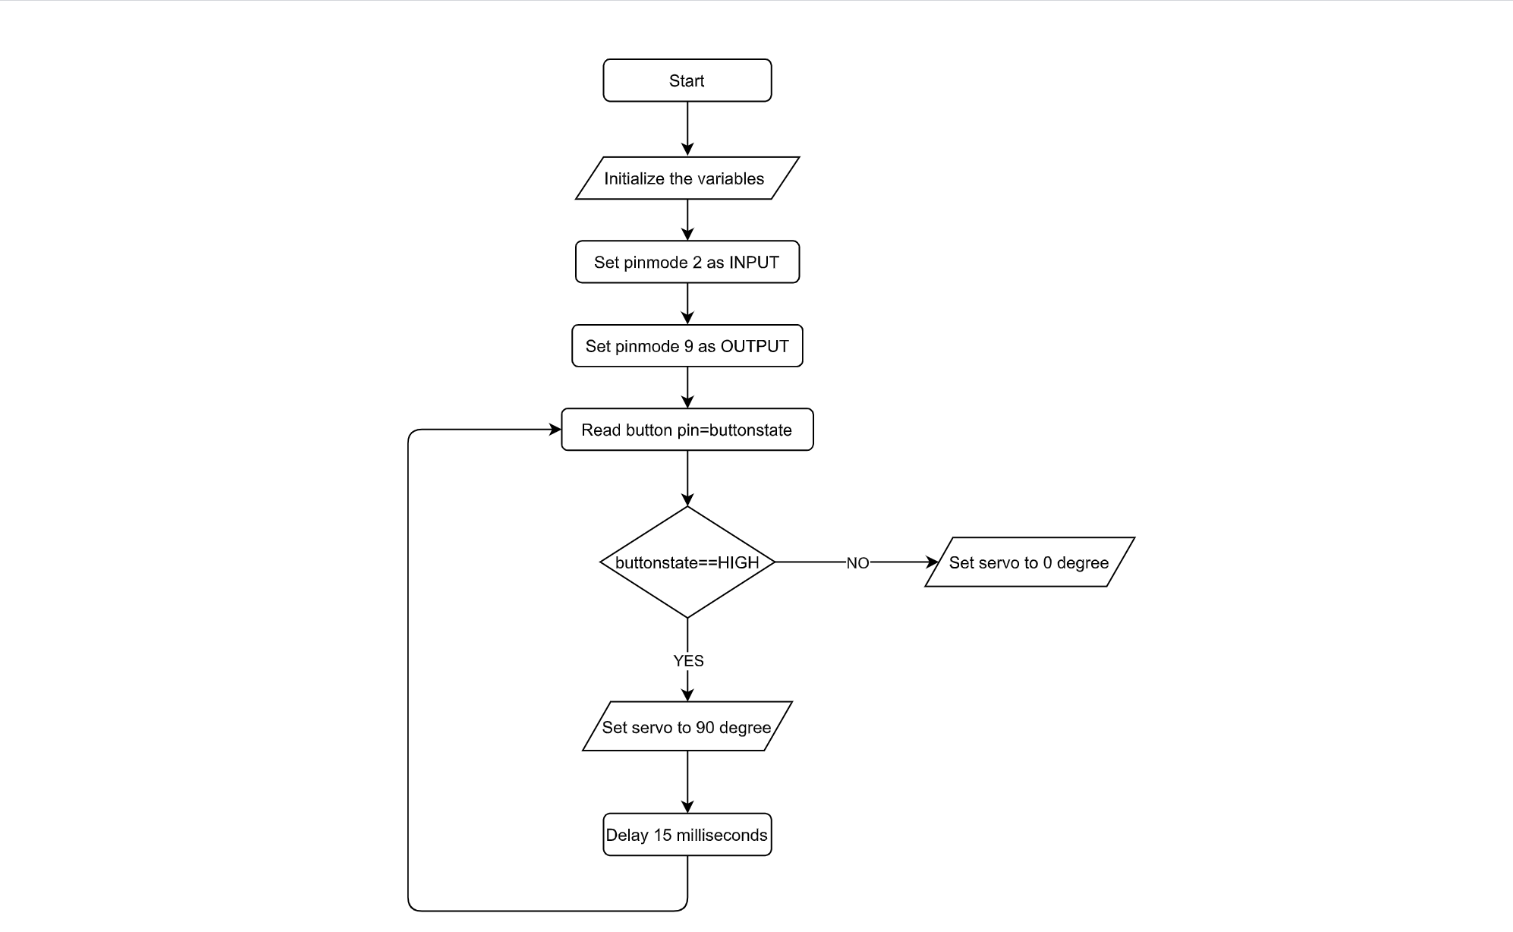 Start
Initialize the variables
Set pinmode 2 as INPUT
Set pinmode 9 as OUTPUT
Read button pin=buttonstate
buttonstate==HIGH
NO
Set servo to 0 degree
YES
Set servo to 90 degree
Delay 15 milliseconds